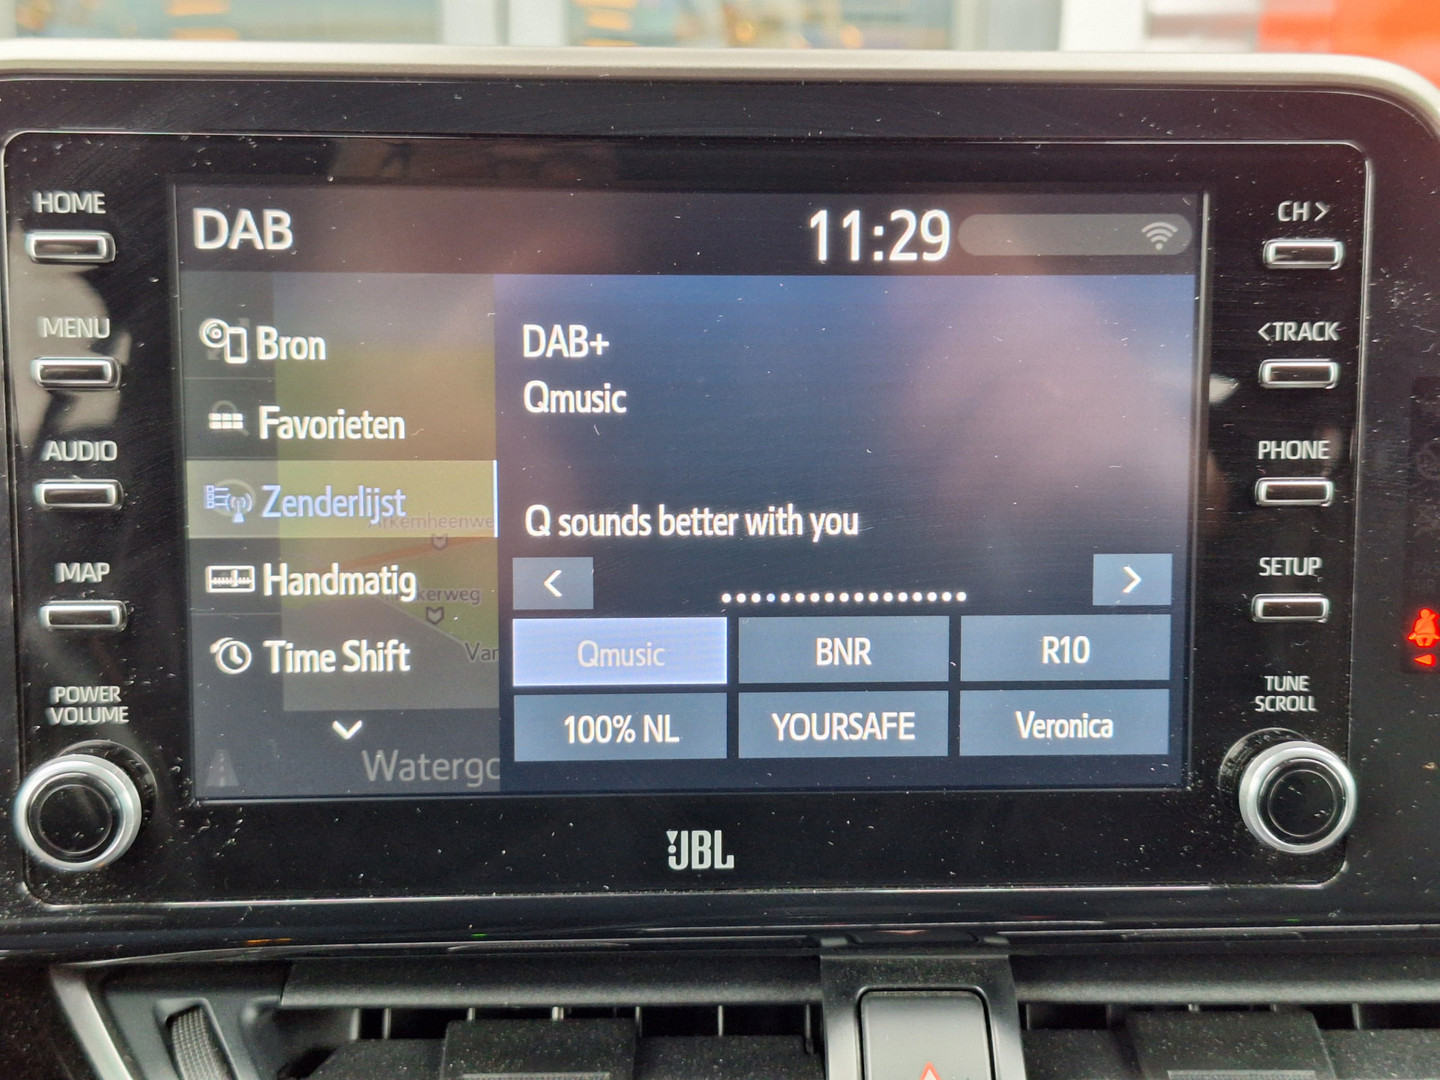 HOME
MENU
AUDIO
MAP
POWER
VOLUME
DAB
11:29
Bron
Favorieten
Zenderlijst
Handmatig
Time Shift
Watergo
DAB+
Qmusic
Q sounds better with you
Qmusic
BNR
R10
100% NL
YOURSAFE
Veronica
CH >
< TRACK
PHONE
SETUP
TUNE
SCROLL
JBL